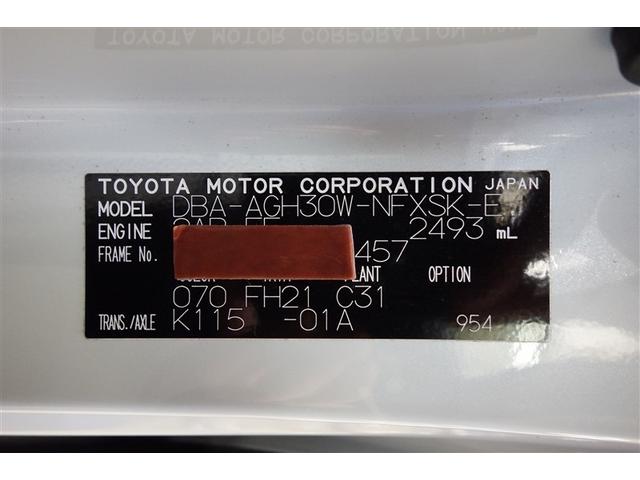 TOYOTA MOTOR CORPORATION JAPAN
MODEL DBA-AGH30W-NFXSK-E
ENGINE 2493 mL
FRAME No. 457
OPTION
070 FH21 C31
TRANS./AXLE K115 -01A 954